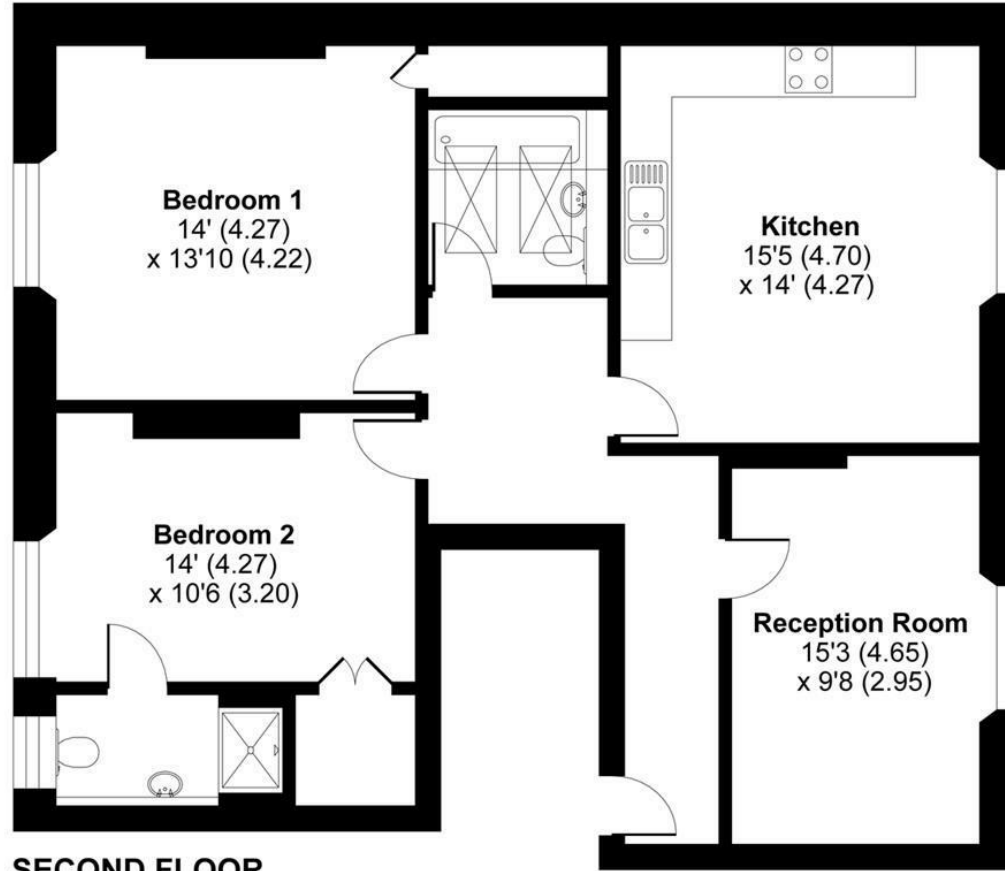 Bedroom 1
14' (4.27)
x 13'10 (4.22)
Kitchen
15'5 (4.70)
x 14' (4.27)
Bedroom 2
14' (4.27)
x 10'6 (3.20)
Reception Room
15'3 (4.65)
x 9'8 (2.95)
SECOND FLOOR